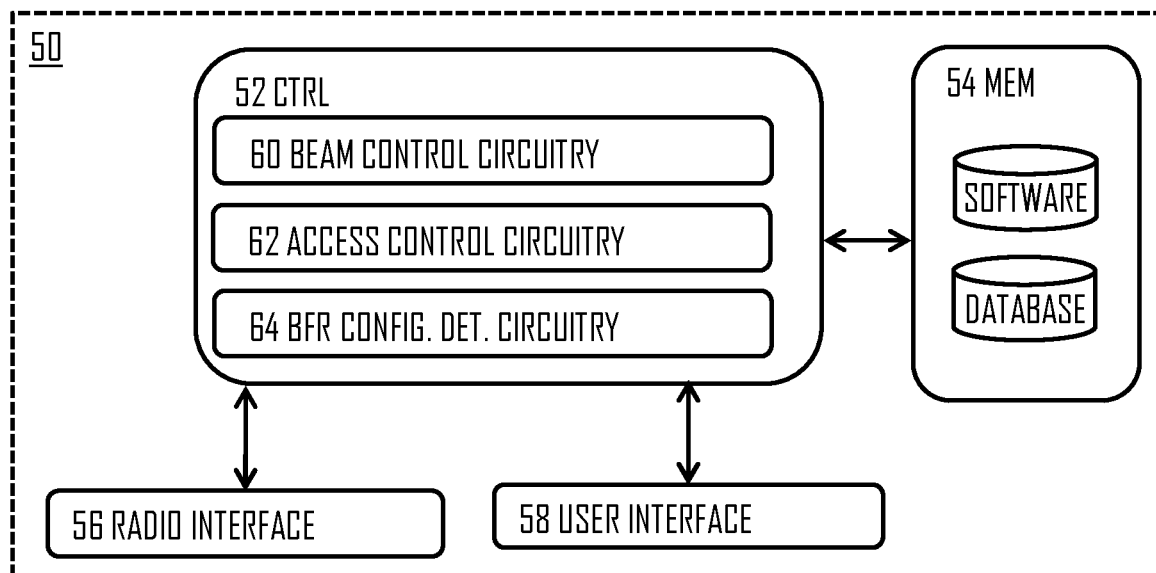 50
52 CTRL
60 BEAM CONTROL CIRCUITRY
62 ACCESS CONTROL CIRCUITRY
64 BFR CONFIG. DET. CIRCUITRY
54 MEM
SOFTWARE
DATABASE
56 RADIO INTERFACE
58 USER INTERFACE